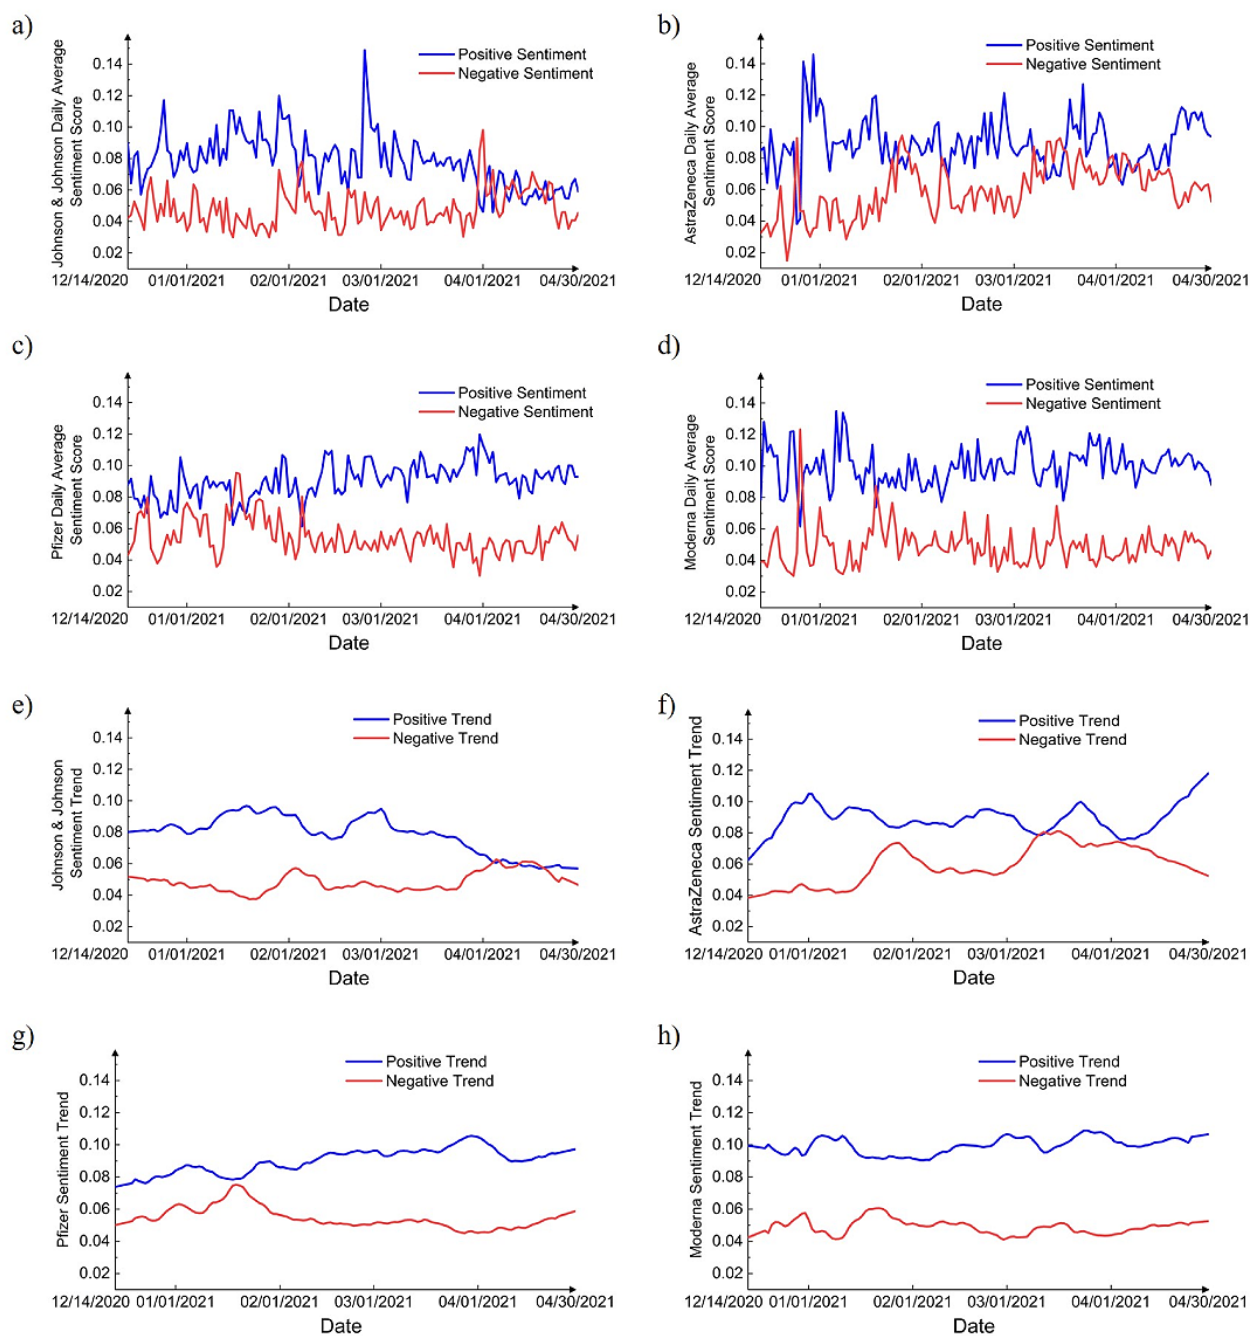 a)
Johnson & Johnson Daily Average
Sentiment Score
Positive Sentiment
Negative Sentiment
0.14
0.12
0.10
0.08
0.06
0.04
0.02
12/14/2020 01/01/2021 02/01/2021 03/01/2021 04/01/2021 04/30/2021
Date
b)
AstraZeneca Daily Average
Sentiment Score
Positive Sentiment
Negative Sentiment
0.14
0.12
0.10
0.08
0.06
0.04
0.02
12/14/2020 01/01/2021 02/01/2021 03/01/2021 04/01/2021 04/30/2021
Date
c)
Pfizer Daily Average
Sentiment Score
Positive Sentiment
Negative Sentiment
0.14
0.12
0.10
0.08
0.06
0.04
0.02
12/14/2020 01/01/2021 02/01/2021 03/01/2021 04/01/2021 04/30/2021
Date
d)
Moderna Daily Average
Sentiment Score
Positive Sentiment
Negative Sentiment
0.14
0.12
0.10
0.08
0.06
0.04
0.02
12/14/2020 01/01/2021 02/01/2021 03/01/2021 04/01/2021 04/30/2021
Date
e)
Johnson & Johnson
Sentiment Trend
Positive Trend
Negative Trend
0.14
0.12
0.10
0.08
0.06
0.04
0.02
12/14/2020 01/01/2021 02/01/2021 03/01/2021 04/01/2021 04/30/2021
Date
f)
AstraZeneca Sentiment Trend
Positive Trend
Negative Trend
0.14
0.12
0.10
0.08
0.06
0.04
0.02
12/14/2020 01/01/2021 02/01/2021 03/01/2021 04/01/2021 04/30/2021
Date
g)
Pfizer Sentiment Trend
Positive Trend
Negative Trend
0.14
0.12
0.10
0.08
0.06
0.04
0.02
12/14/2020 01/01/2021 02/01/2021 03/01/2021 04/01/2021 04/30/2021
Date
h)
Moderna Sentiment Trend
Positive Trend
Negative Trend
0.14
0.12
0.10
0.08
0.06
0.04
0.02
12/14/2020 01/01/2021 02/01/2021 03/01/2021 04/01/2021 04/30/2021
Date